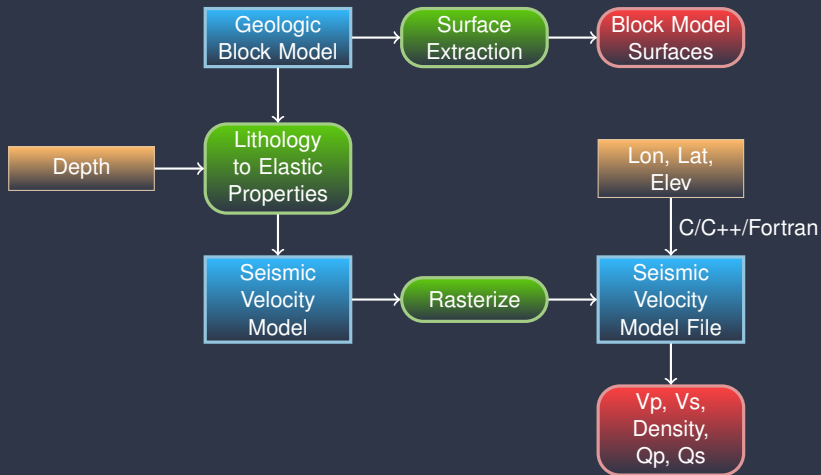 Geologic
Block Model
Surface
Extraction
Block Model
Surfaces
Depth
Lithology
to Elastic
Properties
Lon, Lat,
Elev
C/C++/Fortran
Seismic
Velocity
Model
Rasterize
Seismic
Velocity
Model File
Vp, Vs,
Density,
Qp, Qs